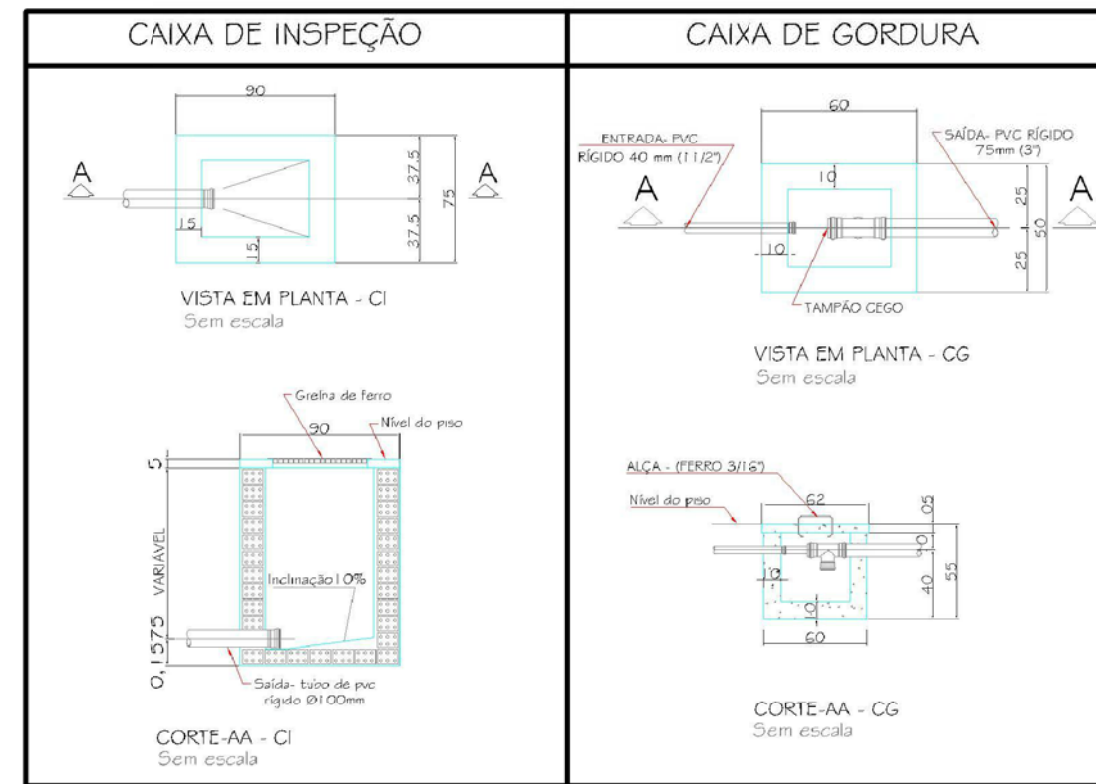 CAIXA DE INSPEÇÃO
90
A
A
37.5
37.5
75
15
15
VISTA EM PLANTA - CI
Sem escala
Grelha de Ferro
Nível do piso
90
5
VARIAVEL
0,1575
Inclinação 10%
Saída- tubo de pvc
rígido Ø100mm
CORTE-AA - CI
Sem escala
CAIXA DE GORDURA
60
ENTRADA- PVC
RÍGIDO 40 mm (11/2")
SAÍDA- PVC RÍGIDO
75mm (3")
A
A
10
10
25
25
50
TAMPÃO CEGO
VISTA EM PLANTA - CG
Sem escala
ALÇA - (FERRO 3/16")
Nível do piso
62
05
40
55
10
10
60
CORTE-AA - CG
Sem escala